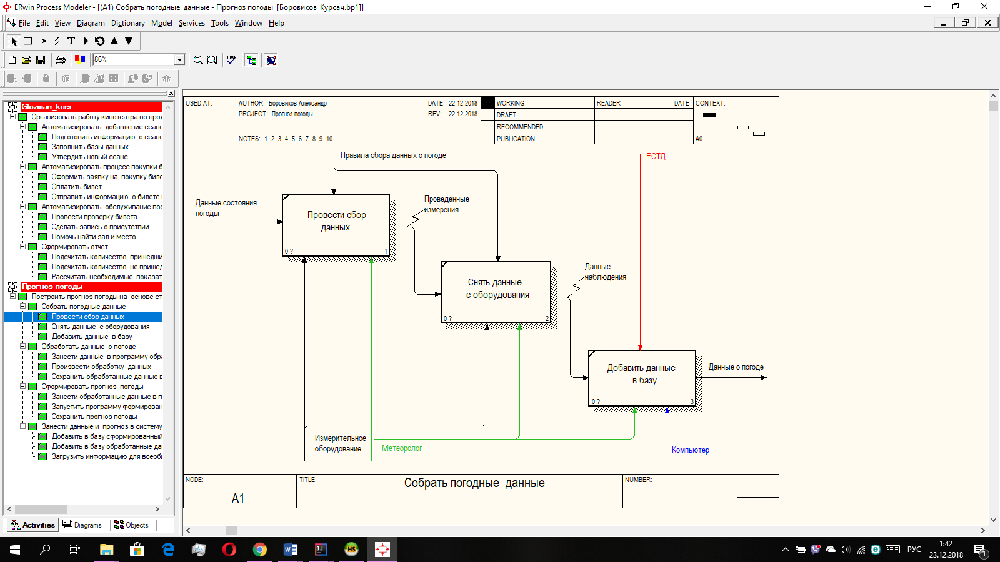 ERwin Process Modeler - [(A1) Собрать погодные данные - Прогноз погоды [Боровиков_Курсач.bp1]]
File Edit View Diagram Dictionary Model Services Tools Window Help
86%
Glozman_kurs
Организовать работу кинотеатра по прод
Автоматизировать добавление сеанс
Подготовить информацию о сеанс
Заполнить базы данных
Утвердить новый сеанс
Автоматизировать процесс покупки б
Оформить заявку на покупку биле
Оплатить билет
Отправить информацию о билете н
Автоматизировать обслуживание пос
Провести проверку билета
Сделать запись о присутствии
Помочь найти зал и место
Сформировать отчет
Подсчитать количество пришедши
Подсчитать количество не пришед
Рассчитать необходимые показат
Прогноз погоды
Построить прогноз погоды на основе ст
Собрать погодные данные
Провести сбор данных
Снять данные с оборудования
Добавить данные в базу
Обработать данные о погоде
Занести данные в программу обра
Произвести обработку данных
Сохранить обработанные данные в
Сформировать прогноз погоды
Занести обработанные данные в п
Запустить программу формирован
Сохранить прогноз погоды
Занести данные и прогноз в систему
Добавить в базу сформированный
Добавить в базу обработанные да
Загрузить информацию для всеоб
Activities Diagrams Objects
USED AT:
AUTHOR: Боровиков Александр
DATE: 22.12.2018
PROJECT: Прогноз погоды
REV: 22.12.2018
NOTES: 1 2 3 4 5 6 7 8 9 10
WORKING
DRAFT
RECOMMENDED
PUBLICATION
READER
DATE
CONTEXT:
A0
Правила сбора данных о погоде
ЕСТД
Данные состояния
погоды
Провести сбор
данных
0 ?
1
Проведенные
измерения
Снять данные
с оборудования
0 ?
2
Данные
наблюдения
Добавить данные
в базу
0 ?
3
Данные о погоде
Измерительное
оборудование
Метеоролог
Компьютер
NODE:
A1
TITLE:
Собрать погодные данные
NUMBER:
РУС
1:42
23.12.2018
1